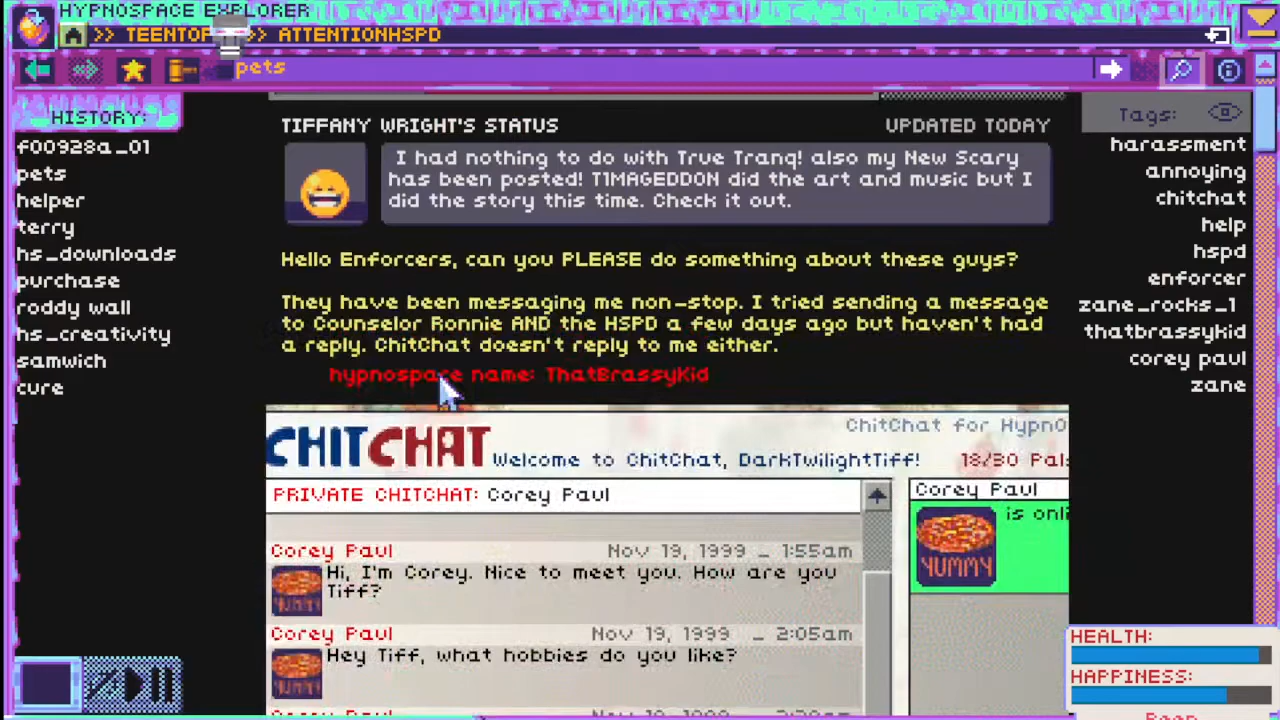 HYPNOSPACE EXPLORER
>> TEENTOP >> ATTENTIONHSPD
pets
HISTORY:
f00928a_01
pets
helper
terry
hs_downloads
purchase
roddy wall
hs_creativity
samwich
cure
TIFFANY WRIGHT'S STATUS
UPDATED TODAY
I had nothing to do with True Tranq! also my New Scary
has been posted! T1MAGEDDON did the art and music but I
did the story this time. Check it out.
Hello Enforcers, can you PLEASE do something about these guys?
They have been messaging me non-stop. I tried sending a message
to Counselor Ronnie AND the HSPD a few days ago but haven't had
a reply. ChitChat doesn't reply to me either.
hypnospace name: ThatBrassyKid
ChitChat for HypnO
CHITCHAT Welcome to ChitChat, DarkTwilightTiff! 18/30 Pals
PRIVATE CHITCHAT: Corey Paul
Corey Paul Nov 19, 1999 _ 1:55am
Hi, I'm Corey. Nice to meet you. How are you
Tiff?
YUMMY
Corey Paul Nov 19, 1999 _ 2:05am
Hey Tiff, what hobbies do you like?
YUMMY
Corey Paul
is onli
YUMMY
Tags:
harassment
annoying
chitchat
help
hspd
enforcer
zane_rocks_1
thatbrassykid
corey paul
zane
HEALTH:
HAPPINESS: